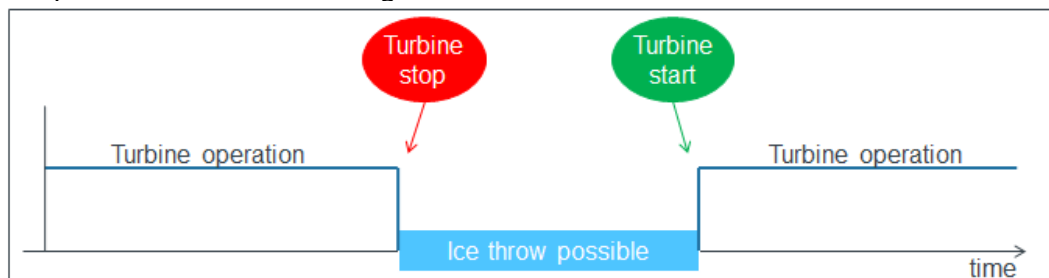 Turbine
stop
Turbine
start
Turbine operation
Turbine operation
Ice throw possible
time